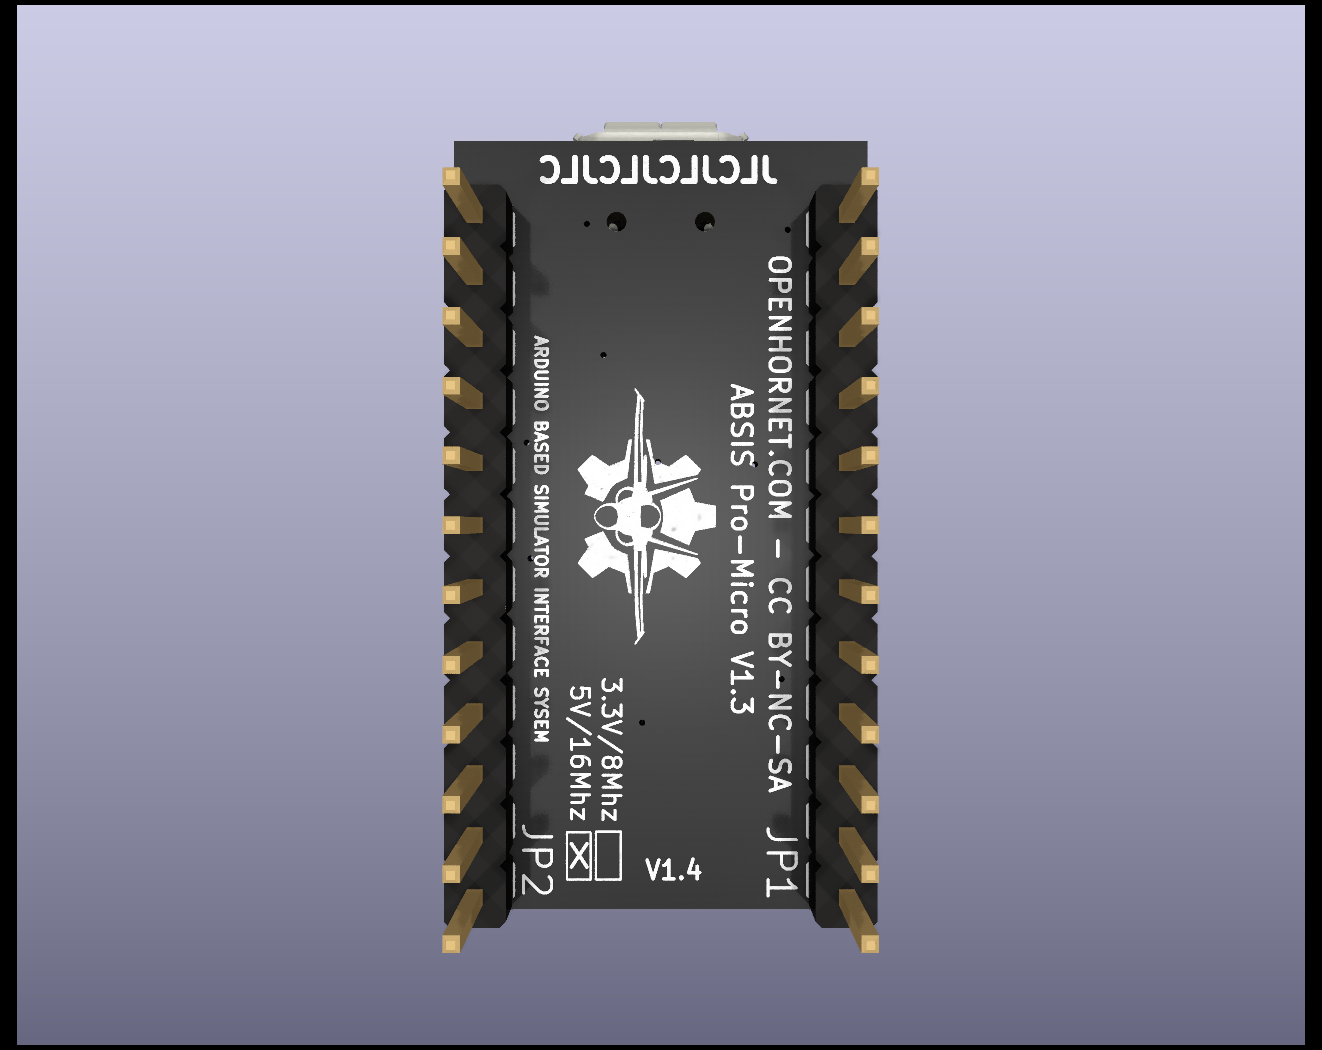 JLCJLCJLCJLC
OPENHORNET.COM - CC BY-NC-SA
ABSIS Pro-Micro V1.3
ARDUINO BASED SIMULATOR INTERFACE SYSEM
3.3V/8Mhz
5V/16Mhz X
JP2
V1.4
JP1